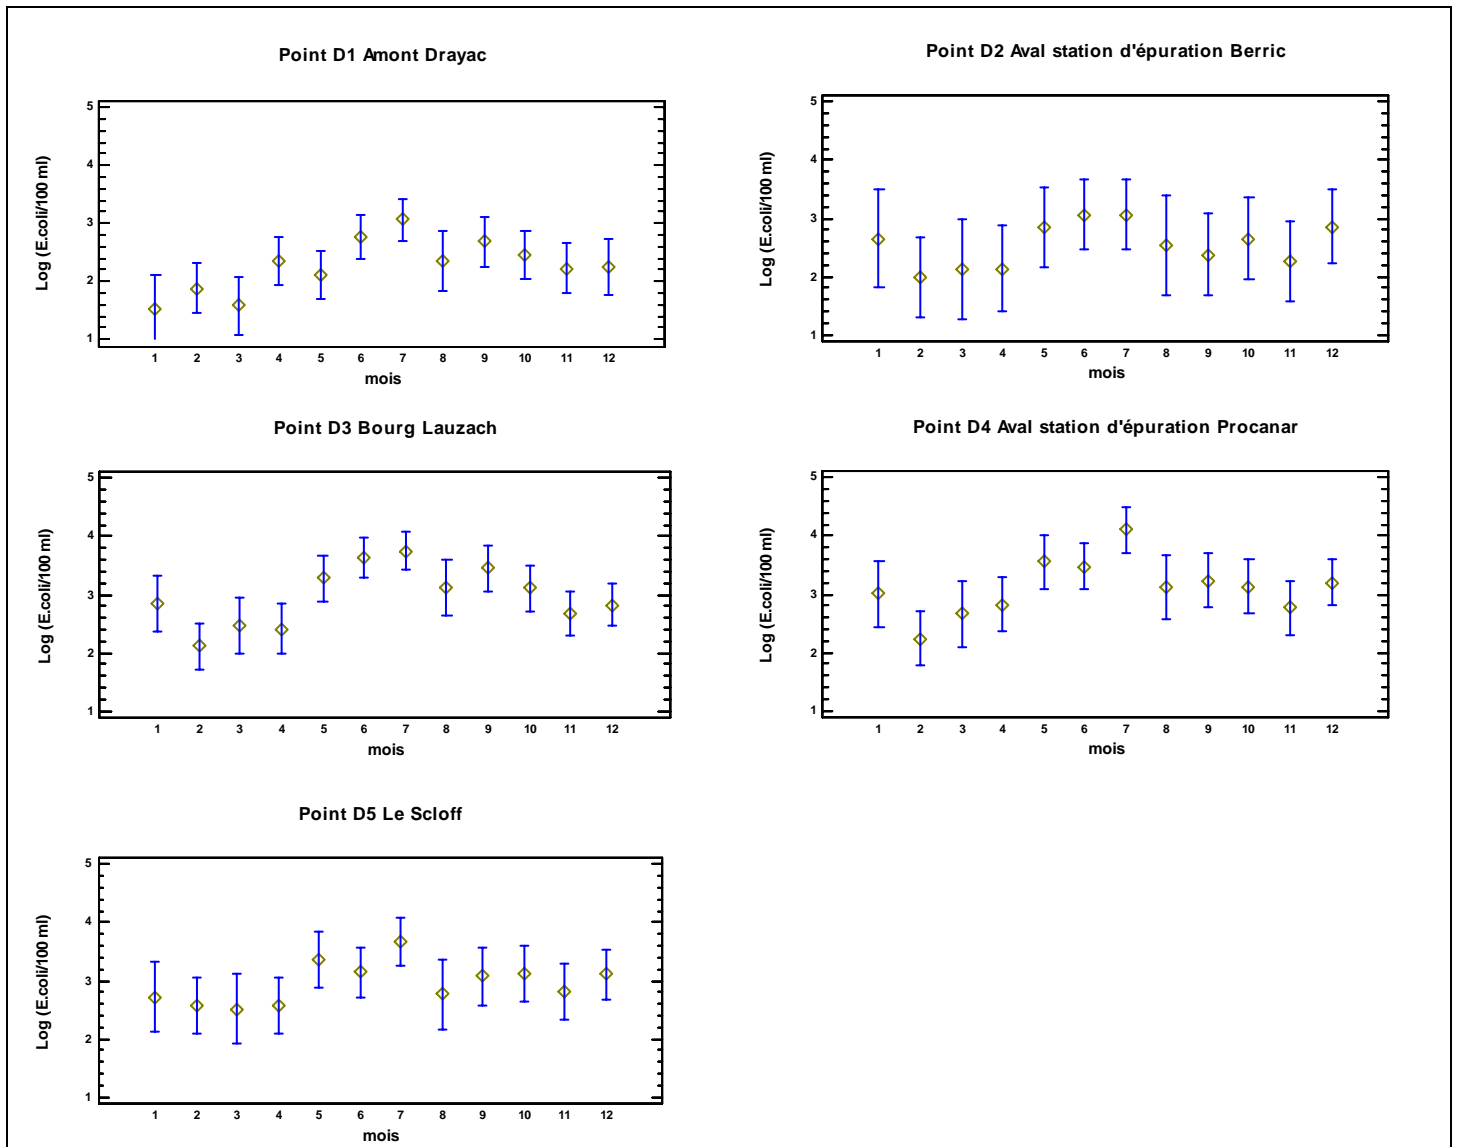 Point D1 Amont Drayac
Log (E.coli/100 ml)
5
4
3
2
1
1 2 3 4 5 6 7 8 9 10 11 12
mois
Point D2 Aval station d'épuration Berric
Log (E.coli/100 ml)
5
4
3
2
1
1 2 3 4 5 6 7 8 9 10 11 12
mois
Point D3 Bourg Lauzach
Log (E.coli/100 ml)
5
4
3
2
1
1 2 3 4 5 6 7 8 9 10 11 12
mois
Point D4 Aval station d'épuration Procanar
Log (E.coli/100 ml)
5
4
3
2
1
1 2 3 4 5 6 7 8 9 10 11 12
mois
Point D5 Le Scloff
Log (E.coli/100 ml)
5
4
3
2
1
1 2 3 4 5 6 7 8 9 10 11 12
mois